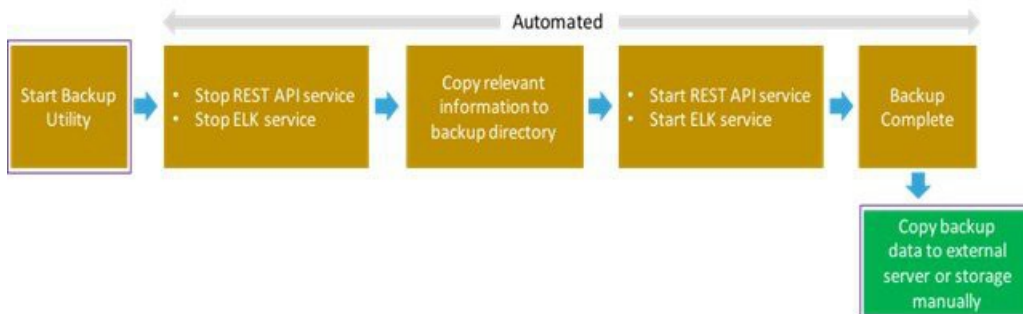 Automated
Start Backup
Utility
• Stop REST API service
• Stop ELK service
Copy relevant
information to
backup directory
• Start REST API service
• Start ELK service
Backup
Complete
Copy backup
data to external
server or storage
manually